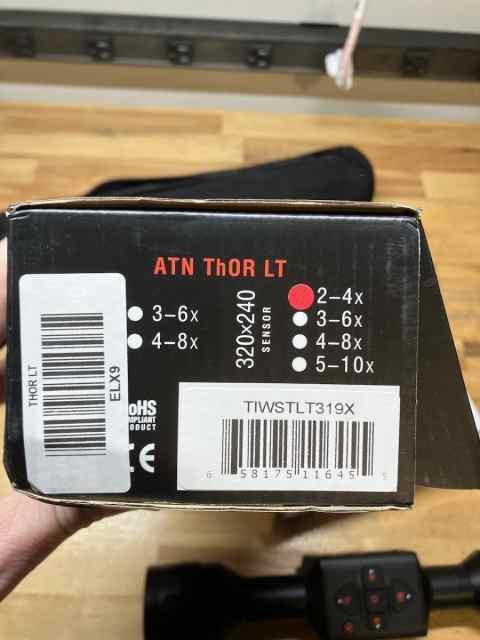 ATN ThOR LT
THOR LT
ELX9
3–6x
4–8x
320x240
SENSOR
2–4x
3–6x
4–8x
5–10x
RoHS
COMPLIANT
PRODUCT
CE
TIWSTLT319X
6 58175 11645 5